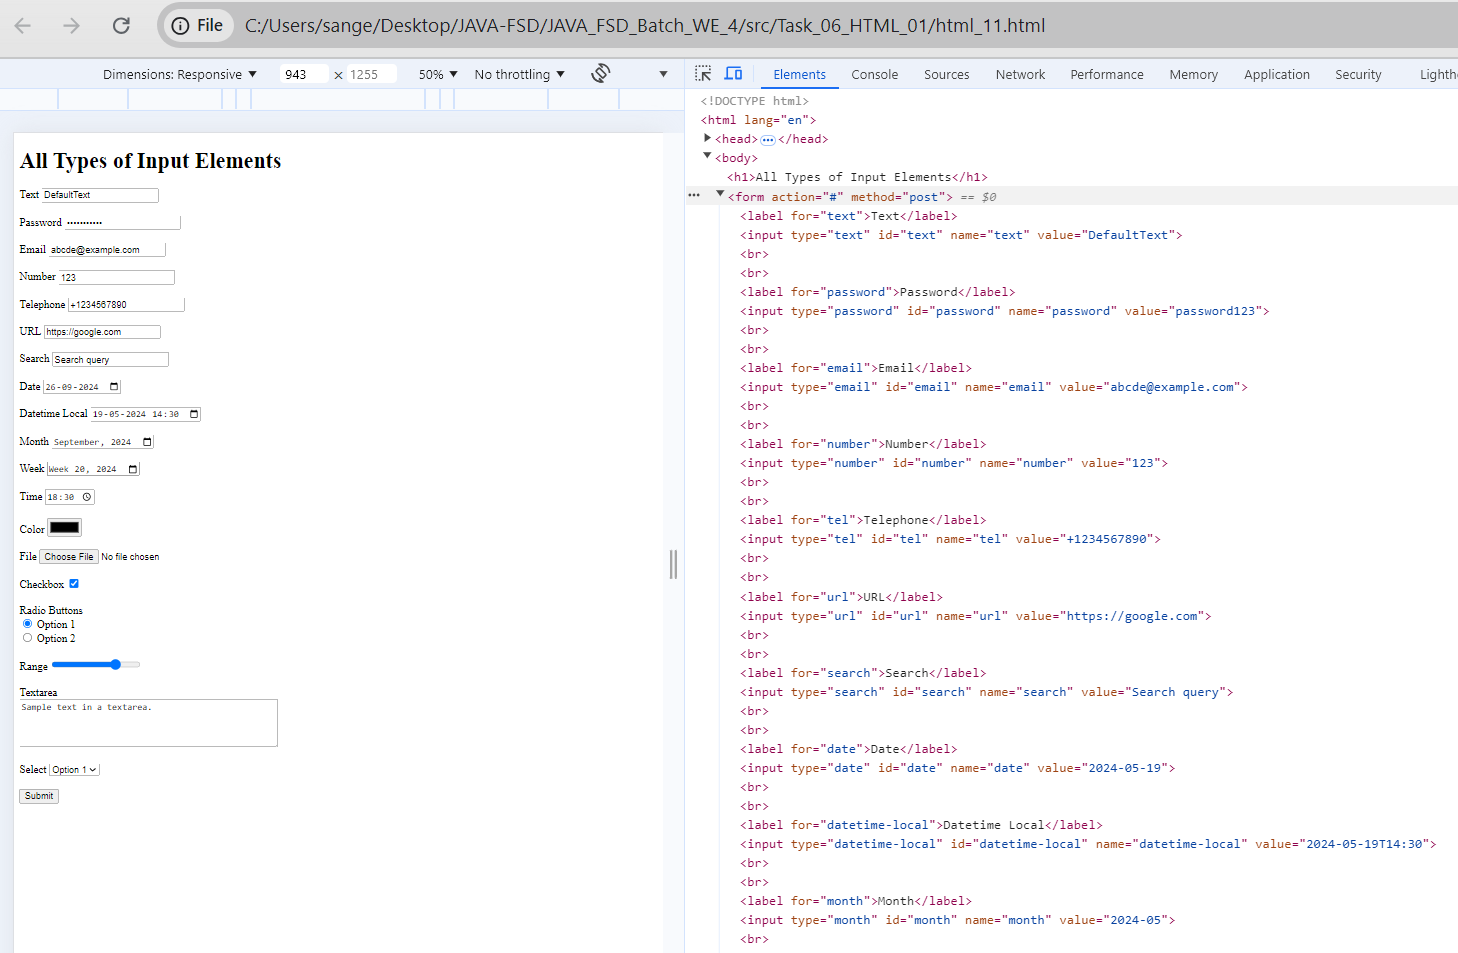 File C:/Users/sange/Desktop/JAVA-FSD/JAVA_FSD_Batch_WE_4/src/Task_06_HTML_01/html_11.html
Dimensions: Responsive 943 × 1255 50% No throttling
Elements Console Sources Network Performance Memory Application Security Lighth
All Types of Input Elements
Text DefaultText
Password •••••••••••
Email abcde@example.com
Number 123
Telephone +1234567890
URL https://google.com
Search Search query
Date 26-09-2024
Datetime Local 19-05-2024 14:30
Month September, 2024
Week Week 20, 2024
Time 18:30
Color
File Choose File No file chosen
Checkbox
Radio Buttons
Option 1
Option 2
Range
Textarea
Sample text in a textarea.
Select Option 1
Submit
<!DOCTYPE html>
<html lang="en">
<head>…</head>
<body>
<h1>All Types of Input Elements</h1>
<form action="#" method="post"> == $0
<label for="text">Text</label>
<input type="text" id="text" name="text" value="DefaultText">
<br>
<br>
<label for="password">Password</label>
<input type="password" id="password" name="password" value="password123">
<br>
<br>
<label for="email">Email</label>
<input type="email" id="email" name="email" value="abcde@example.com">
<br>
<br>
<label for="number">Number</label>
<input type="number" id="number" name="number" value="123">
<br>
<br>
<label for="tel">Telephone</label>
<input type="tel" id="tel" name="tel" value="+1234567890">
<br>
<br>
<label for="url">URL</label>
<input type="url" id="url" name="url" value="https://google.com">
<br>
<br>
<label for="search">Search</label>
<input type="search" id="search" name="search" value="Search query">
<br>
<br>
<label for="date">Date</label>
<input type="date" id="date" name="date" value="2024-05-19">
<br>
<br>
<label for="datetime-local">Datetime Local</label>
<input type="datetime-local" id="datetime-local" name="datetime-local" value="2024-05-19T14:30">
<br>
<br>
<label for="month">Month</label>
<input type="month" id="month" name="month" value="2024-05">
<br>